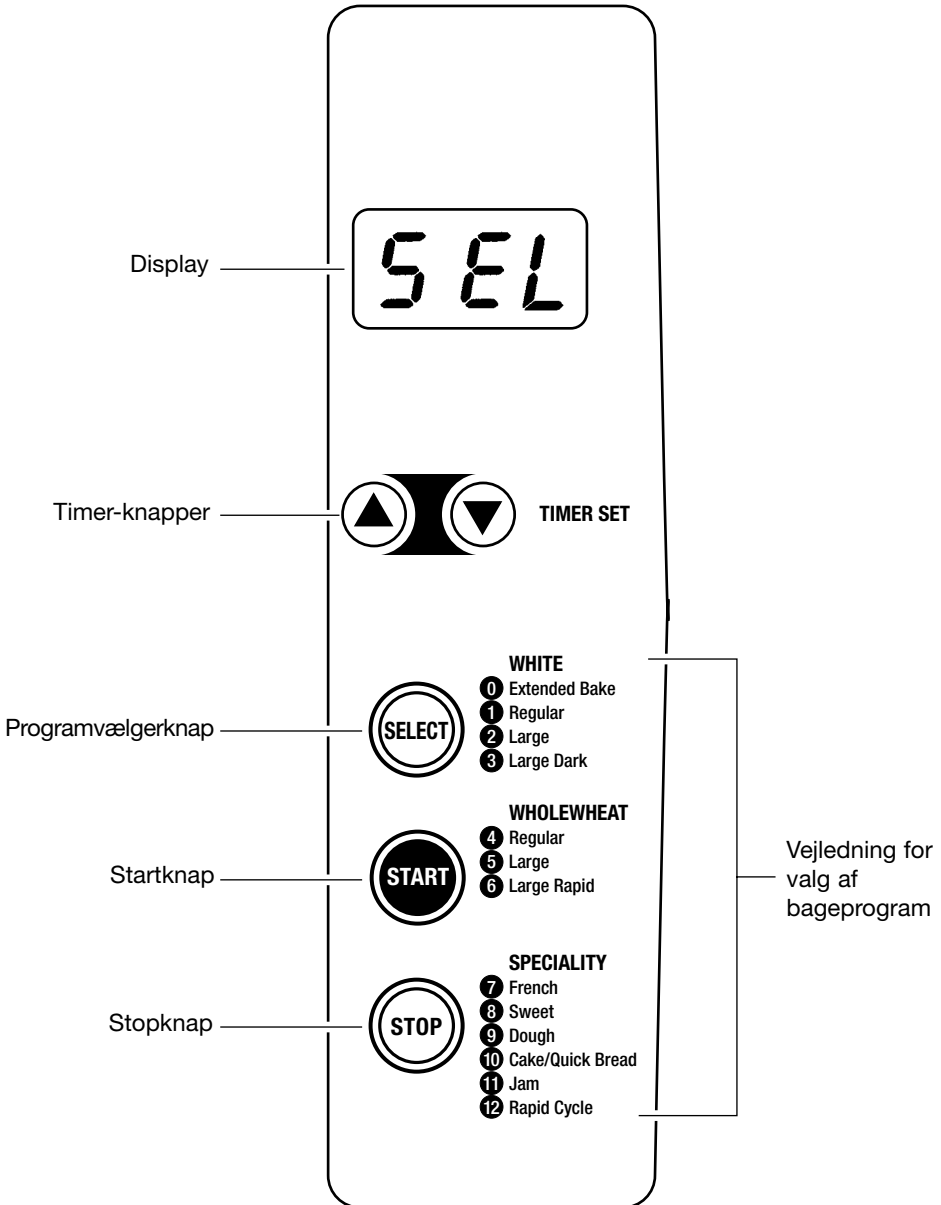 Display
SEL
Timer-knapper
TIMER SET
Programvælgerknap
SELECT
WHITE
0 Extended Bake
1 Regular
2 Large
3 Large Dark
Startknap
START
WHOLEWHEAT
4 Regular
5 Large
6 Large Rapid
Vejledning for
valg af
bageprogram
Stopknap
STOP
SPECIALITY
7 French
8 Sweet
9 Dough
10 Cake/Quick Bread
11 Jam
12 Rapid Cycle